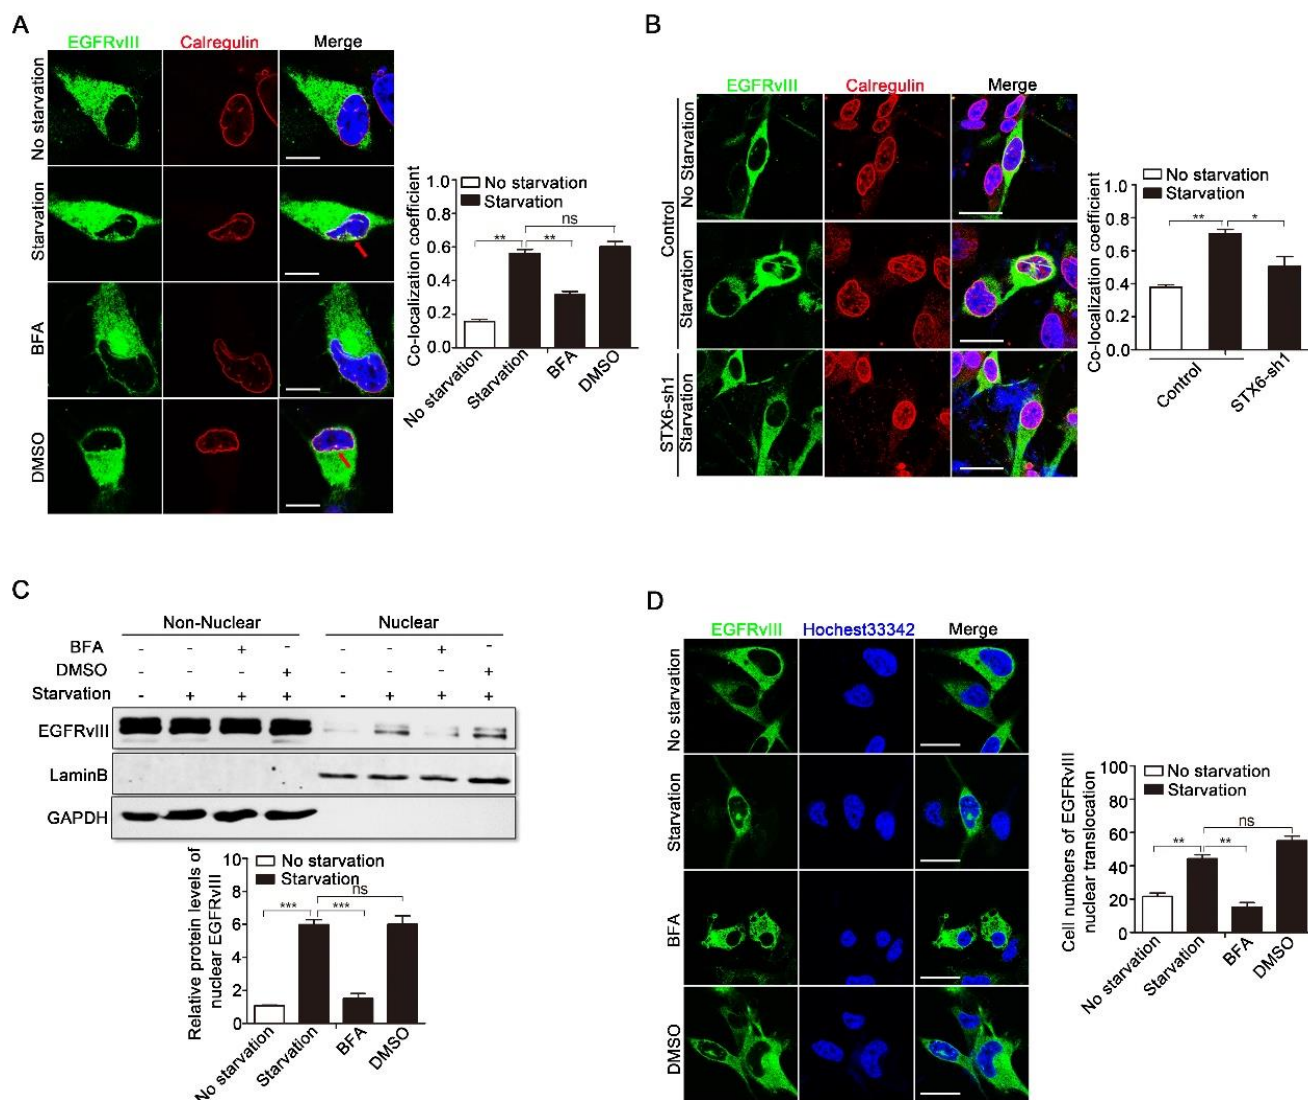 A
EGFRvIII Calregulin Merge
No starvation
Starvation
BFA
DMSO
No starvation
Starvation
Co-localization coefficient
1.0
0.8
0.6
0.4
0.2
0
** ** ns
No starvation Starvation BFA DMSO
B
EGFRvIII Calregulin Merge
Control
No Starvation
Starvation
STX6-sh1
Starvation
No starvation
Starvation
Co-localization coefficient
1.0
0.8
0.6
0.4
0.2
0.0
** *
Control STX6-sh1
C
Non-Nuclear Nuclear
BFA - - + - - - + -
DMSO - - - + - - - +
Starvation - + + + - + + +
EGFRvIII
LaminB
GAPDH
No starvation
Starvation
Relative protein levels of
nuclear EGFRvIII
10
8
6
4
2
0
*** *** ns
No starvation Starvation BFA DMSO
D
EGFRvIII Hochest33342 Merge
No starvation
Starvation
BFA
DMSO
No starvation
Starvation
Cell numbers of EGFRvIII
nuclear translocation
100
80
60
40
20
0
** ** ns
No starvation Starvation BFA DMSO